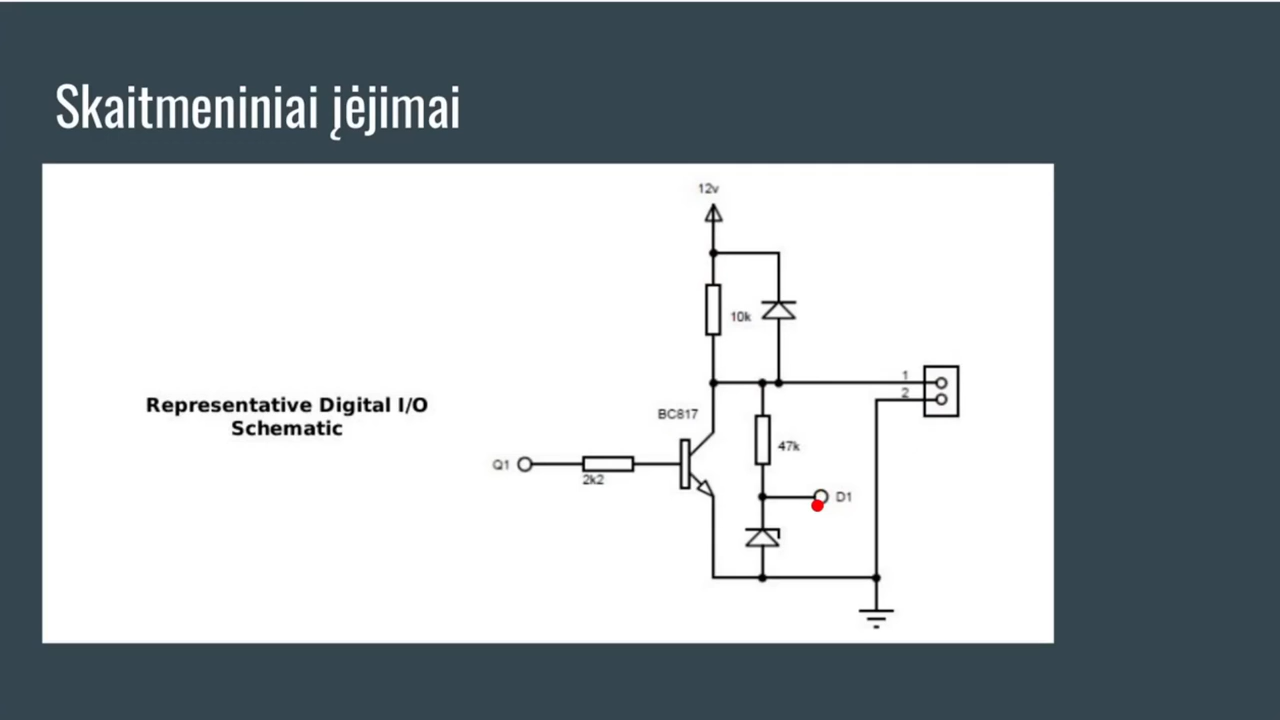 Skaitmeniniai įėjimai
12v
10k
1
2
Representative Digital I/O
Schematic
BC817
47k
Q1
2k2
D1